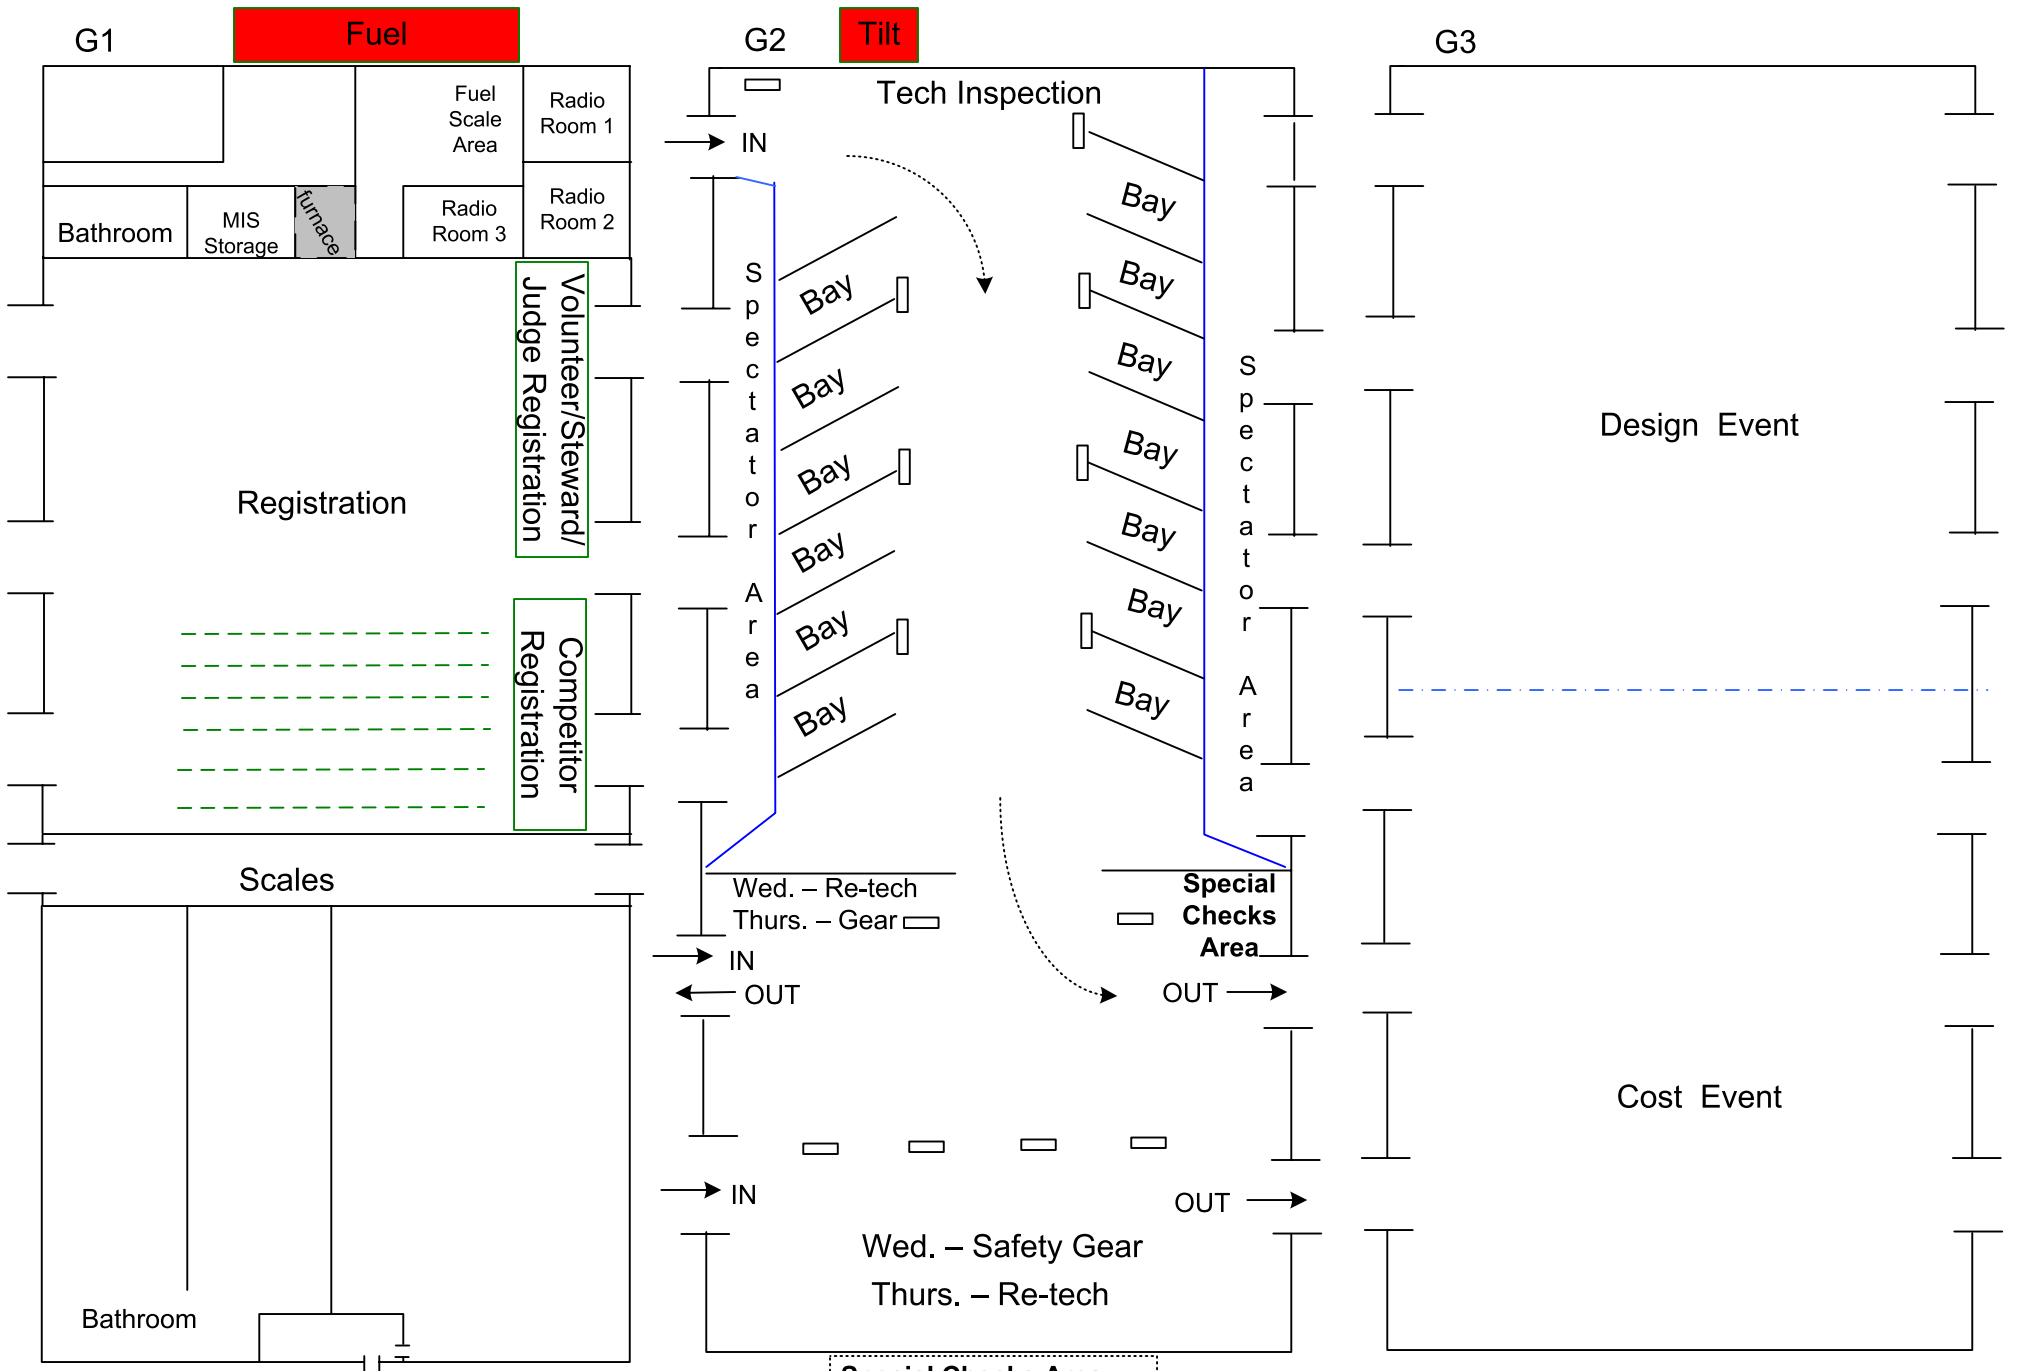 G1
Fuel
Fuel
Scale
Area
Radio
Room 1
Radio
Room 2
Radio
Room 3
Bathroom
MIS
Storage
furnace
Volunteer/Steward/
Judge Registration
Registration
Competitor
Registration
Scales
Bathroom
G2
Tilt
Tech Inspection
IN
Spectator Area
Bay
Bay
Bay
Bay
Bay
Bay
Bay
Bay
Bay
Bay
Bay
Bay
Bay
Spectator Area
Wed. – Re-tech
Thurs. – Gear
Special
Checks
Area
IN
OUT
OUT
IN
OUT
Wed. – Safety Gear
Thurs. – Re-tech
Special Checks Area
G3
Design Event
Cost Event